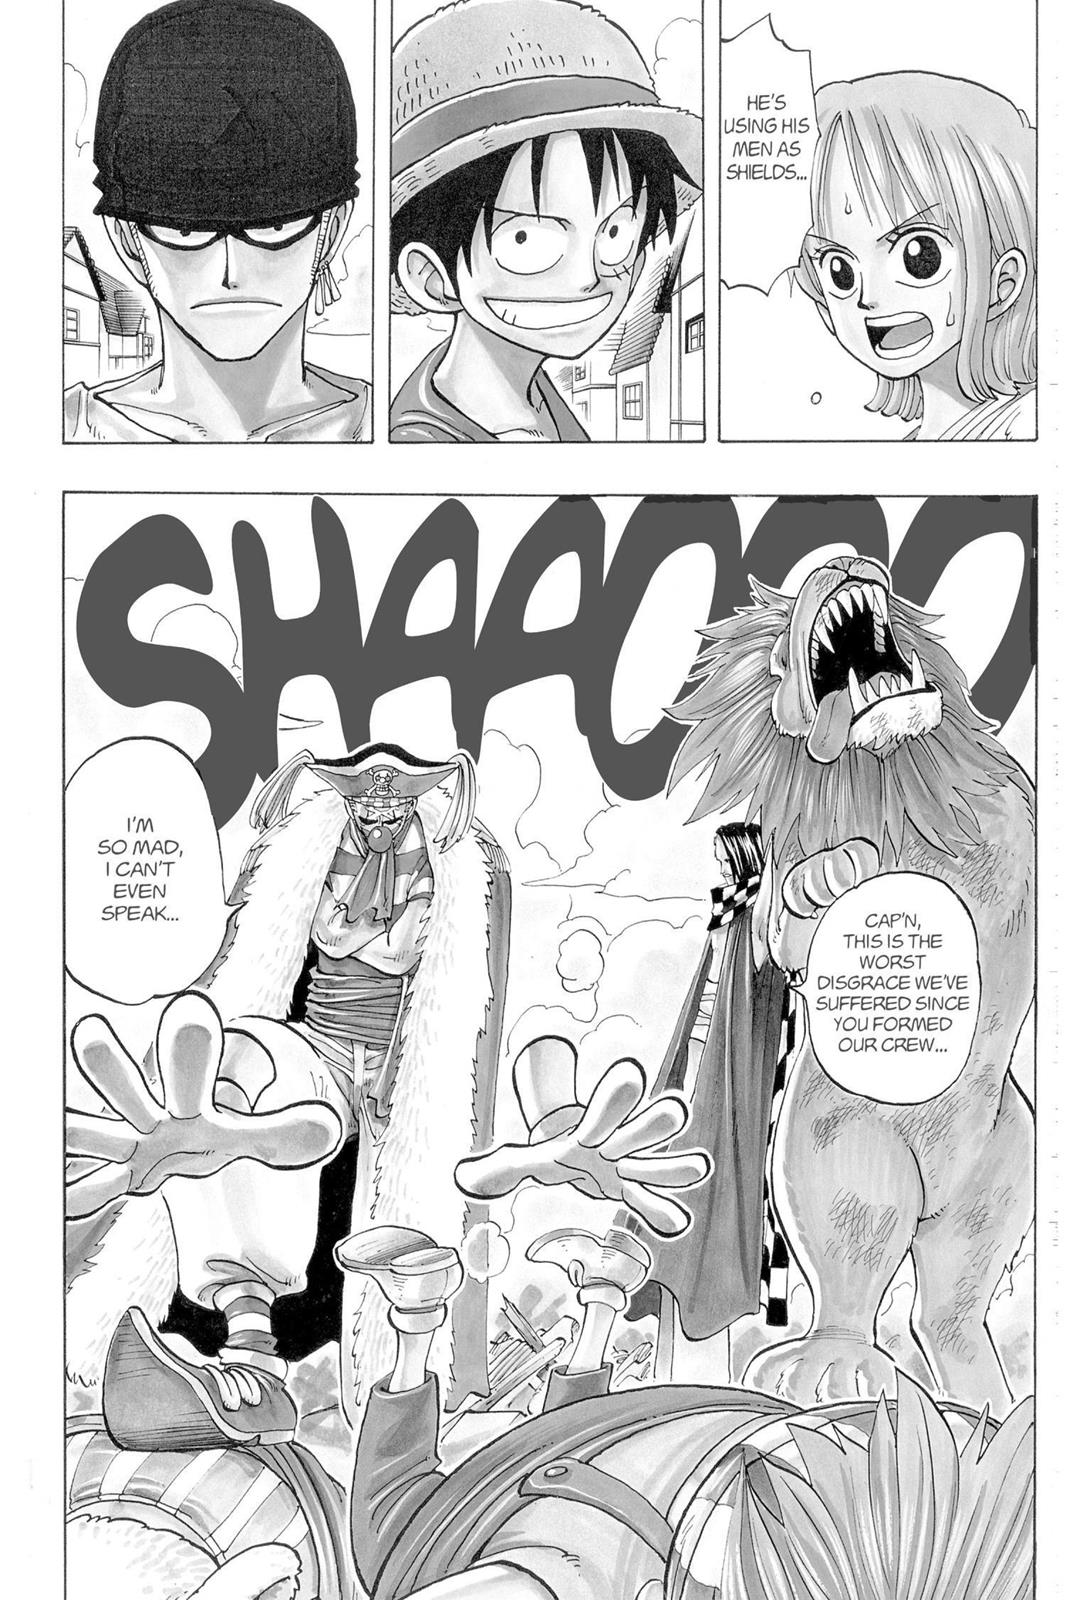 HE'S
USING HIS
MEN AS
SHIELDS...
SHAAOOO
I'M
SO MAD,
I CAN'T
EVEN
SPEAK...
CAP'N,
THIS IS THE
WORST
DISGRACE WE'VE
SUFFERED SINCE
YOU FORMED
OUR CREW...